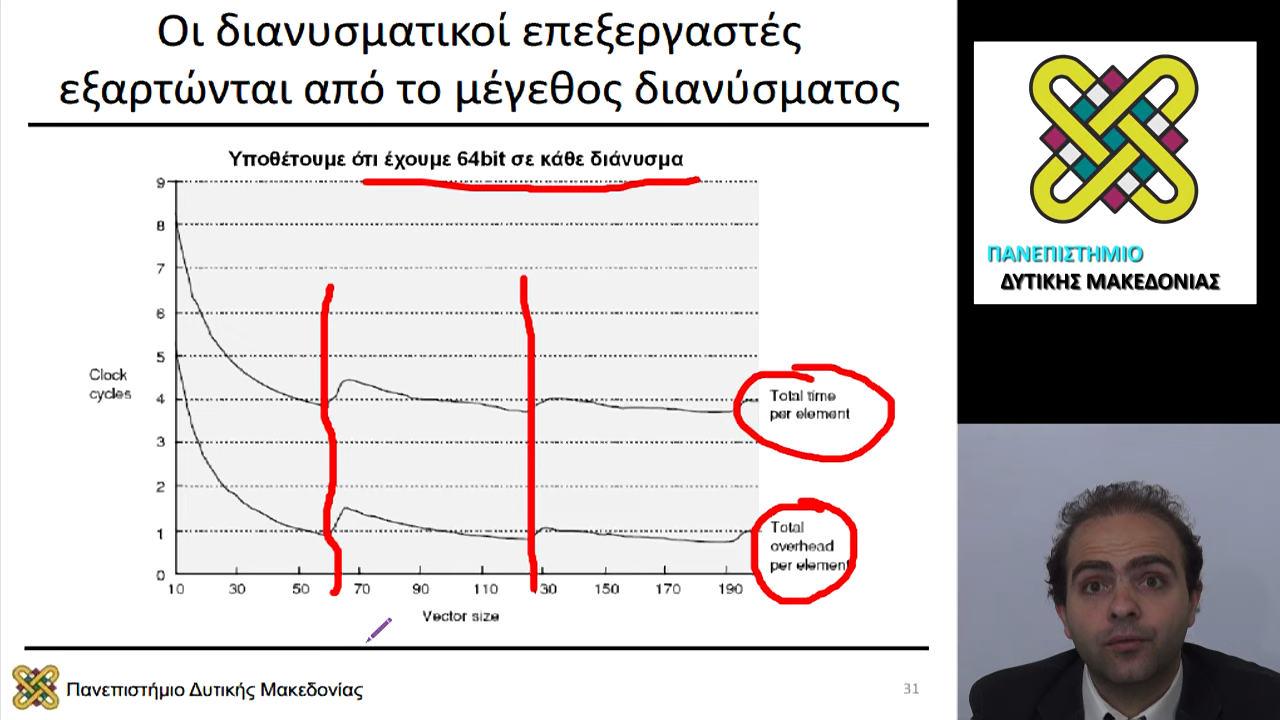 Οι διανυσματικοί επεξεργαστές
εξαρτώνται από το μέγεθος διανύσματος
Υποθέτουμε ότι έχουμε 64bit σε κάθε διάνυσμα
9
8
7
6
5
4
3
2
1
0
Clock
cycles
10
30
50
70
90
110
30
150
170
190
Vector size
Total time
per element
Total
overhead
per element
Πανεπιστήμιο Δυτικής Μακεδονίας
31
ΠΑΝΕΠΙΣΤΗΜΙΟ
ΔΥΤΙΚΗΣ ΜΑΚΕΔΟΝΙΑΣ